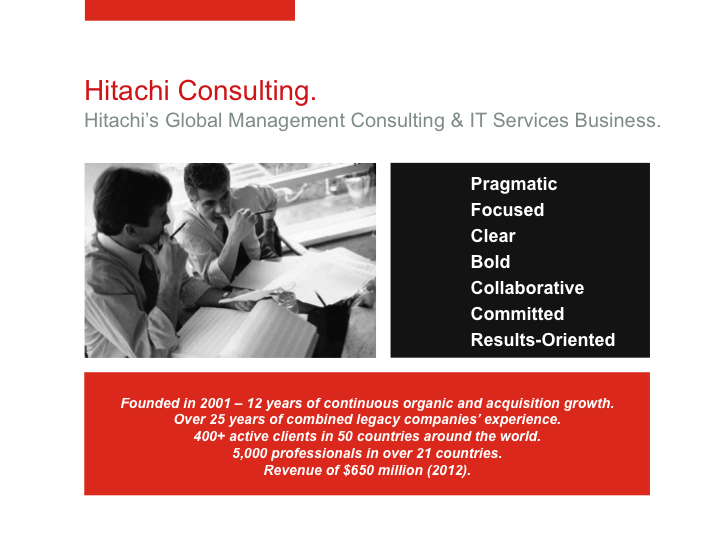 Hitachi Consulting.
Hitachi’s Global Management Consulting & IT Services Business.
Pragmatic
Focused
Clear
Bold
Collaborative
Committed
Results-Oriented
Founded in 2001 – 12 years of continuous organic and acquisition growth.
Over 25 years of combined legacy companies’ experience.
400+ active clients in 50 countries around the world.
5,000 professionals in over 21 countries.
Revenue of $650 million (2012).